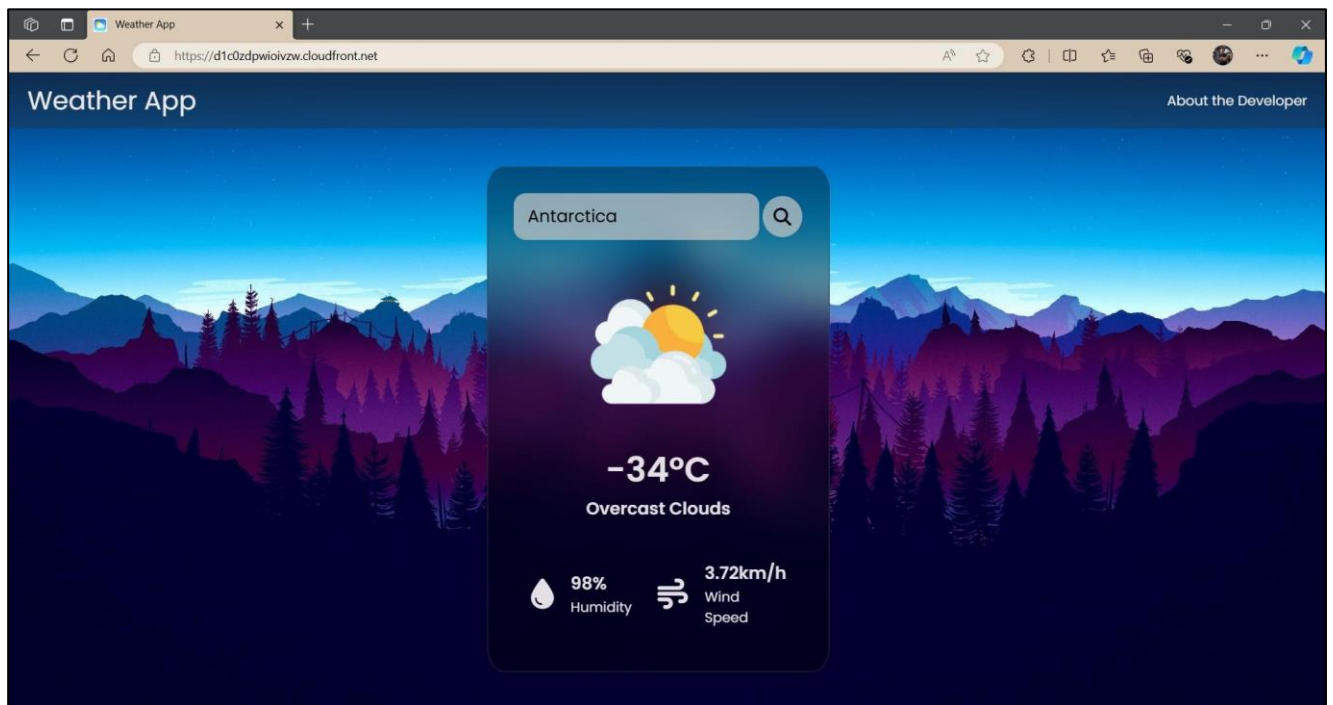 Weather App
https://d1c0zdpwioivzw.cloudfront.net
Weather App
About the Developer
Antarctica
-34°C
Overcast Clouds
98%
Humidity
3.72km/h
Wind
Speed